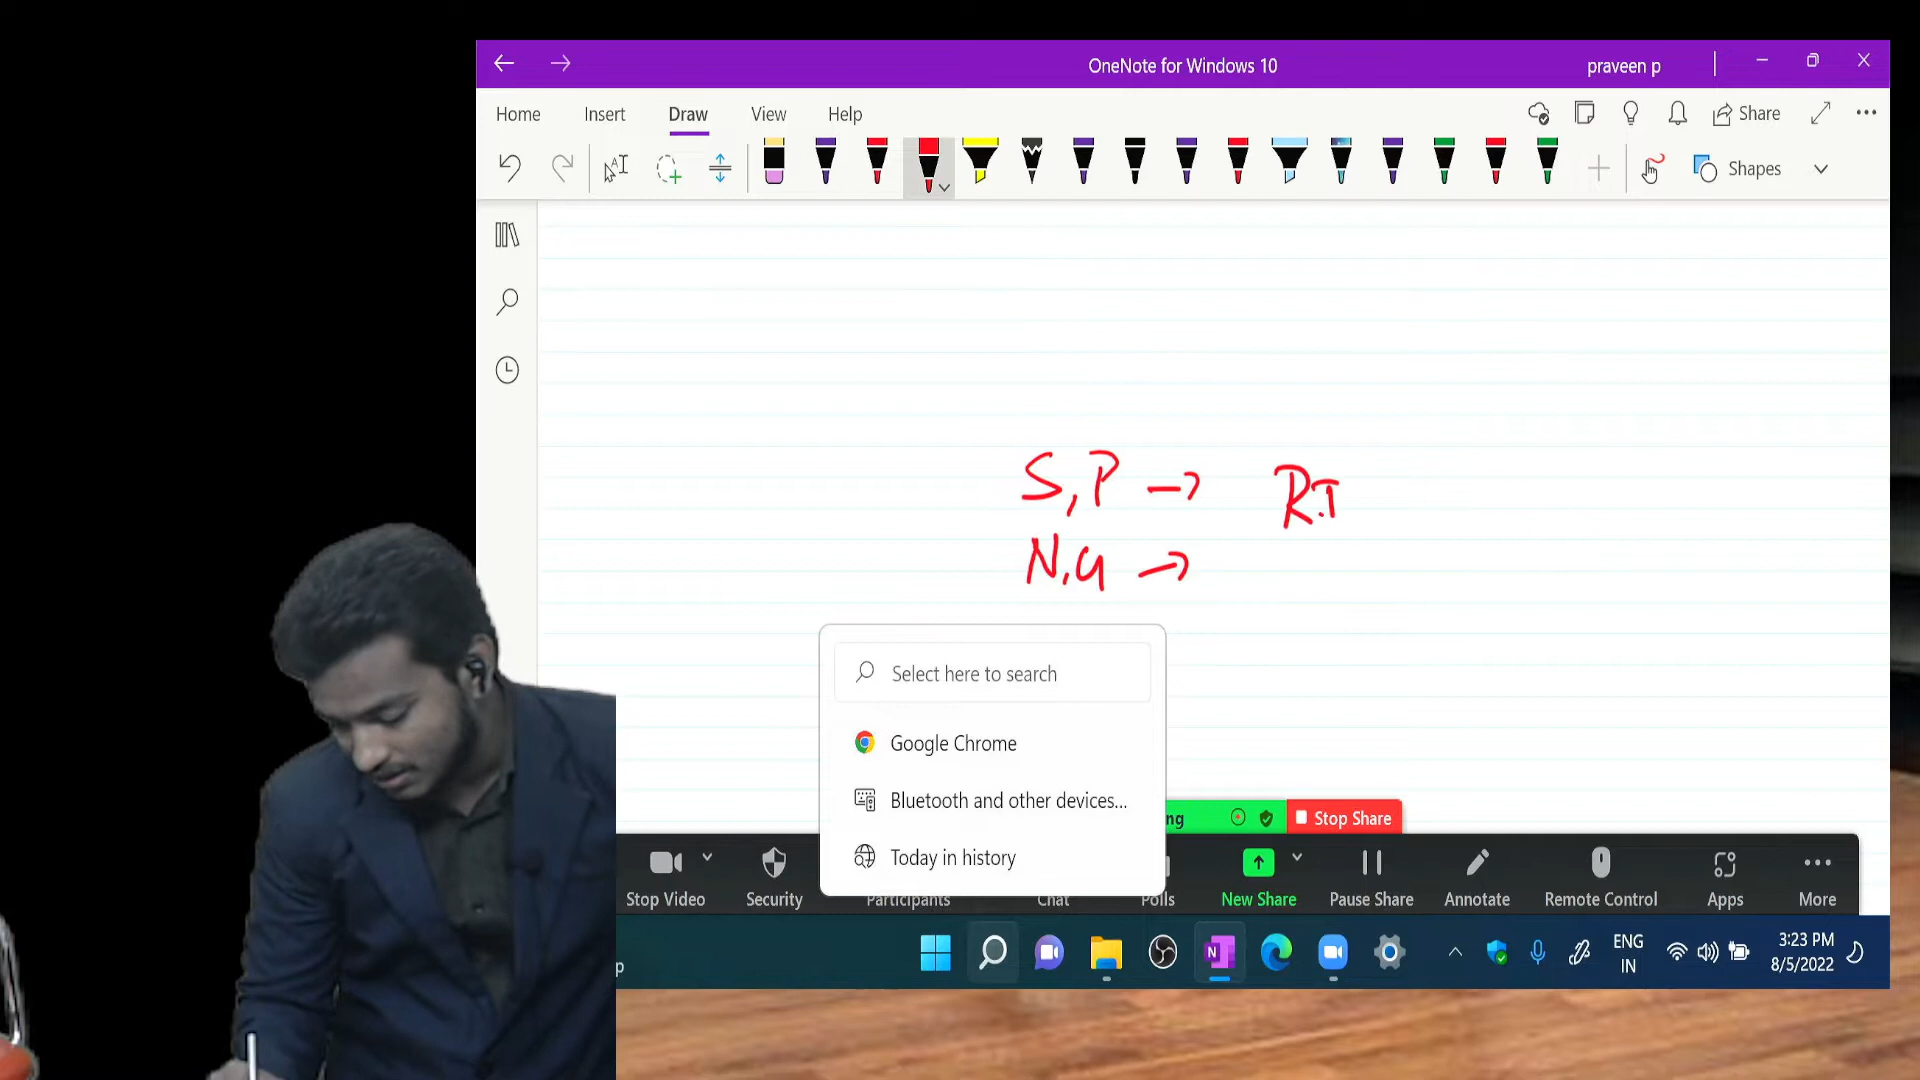 OneNote for Windows 10
praveen p
Home Insert Draw View Help
Share
Shapes
S, P → R.T
N, G →
Select here to search
Google Chrome
Bluetooth and other devices...
Today in history
ng
Stop Share
Stop Video Security Participants Chat Polls New Share Pause Share Annotate Remote Control Apps More
p
ENG
IN
3:23 PM
8/5/2022